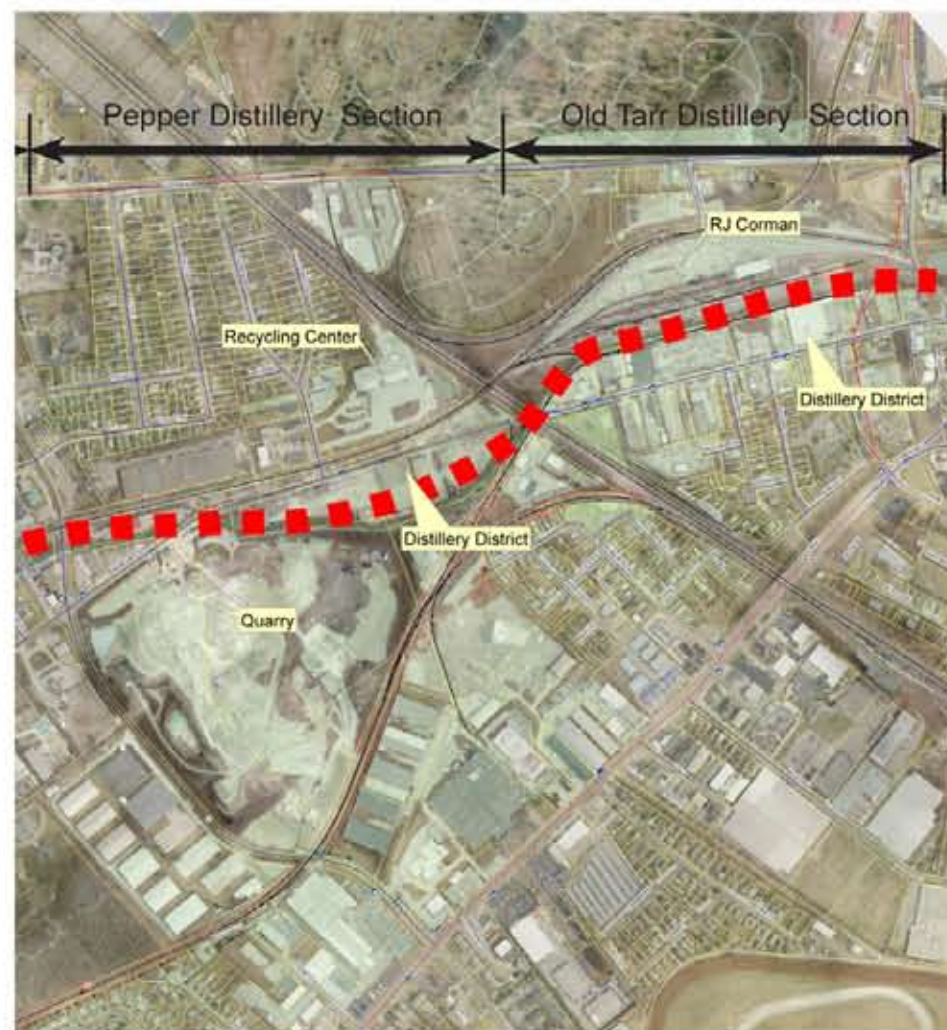 Pepper Distillery Section
Old Tarr Distillery Section
RJ Corman
Recycling Center
Distillery District
Distillery District
Quarry